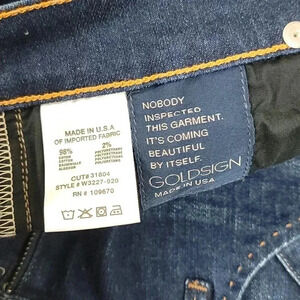 MADE IN U.S.A
OF IMPORTED FABRIC
98% 2%
CUT# 31804
STYLE # W3227-920
RN # 109670
NOBODY
INSPECTED
THIS GARMENT.
IT'S COMING
BEAUTIFUL
BY ITSELF.
GOLDSIGN
MADE IN USA